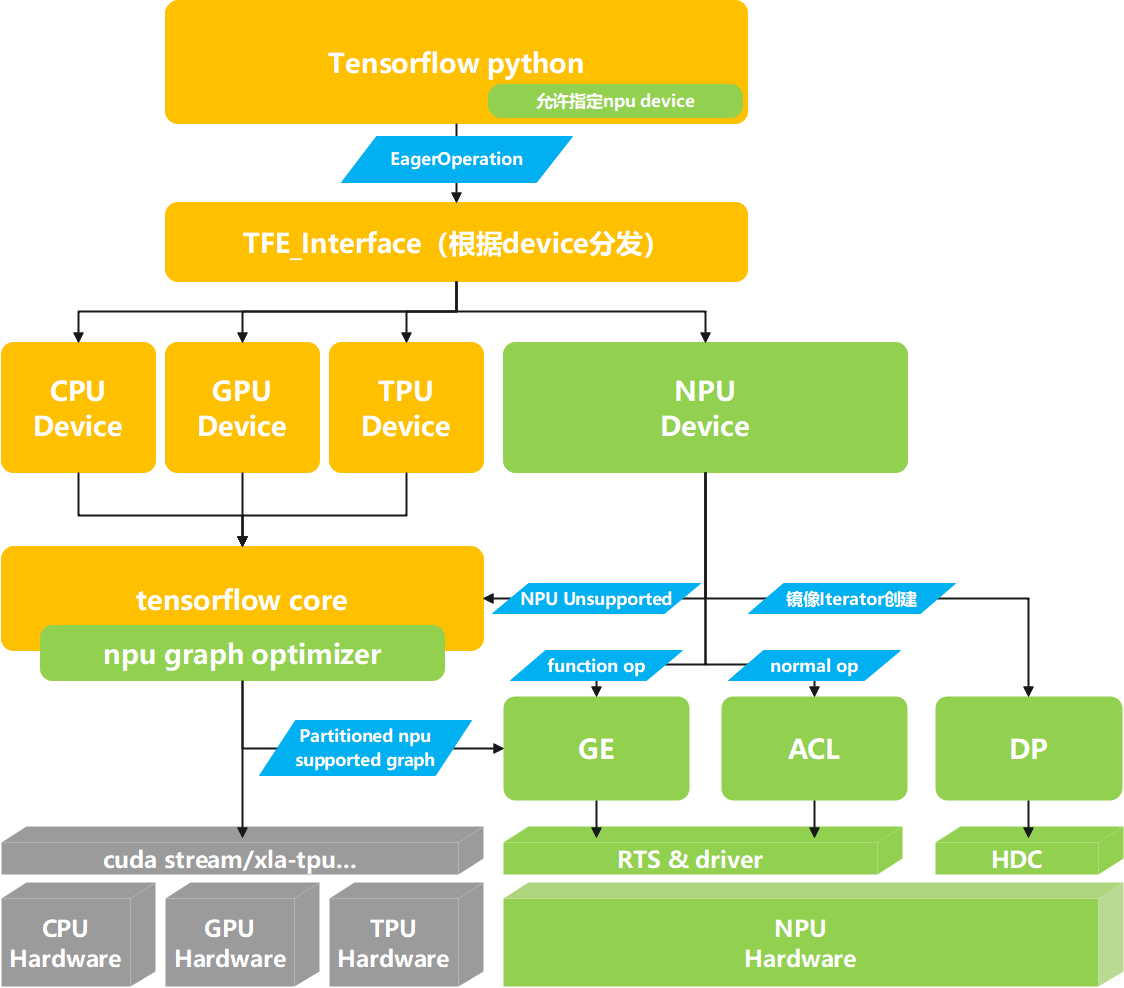 Tensorflow python
允许指定npu device
EagerOperation
TFE_Interface（根据device分发）
CPU
Device
GPU
Device
TPU
Device
NPU
Device
tensorflow core
npu graph optimizer
NPU Unsupported
镜像Iterator创建
function op
normal op
Partitioned npu
supported graph
GE
ACL
DP
cuda stream/xla-tpu...
RTS & driver
HDC
CPU
Hardware
GPU
Hardware
TPU
Hardware
NPU
Hardware